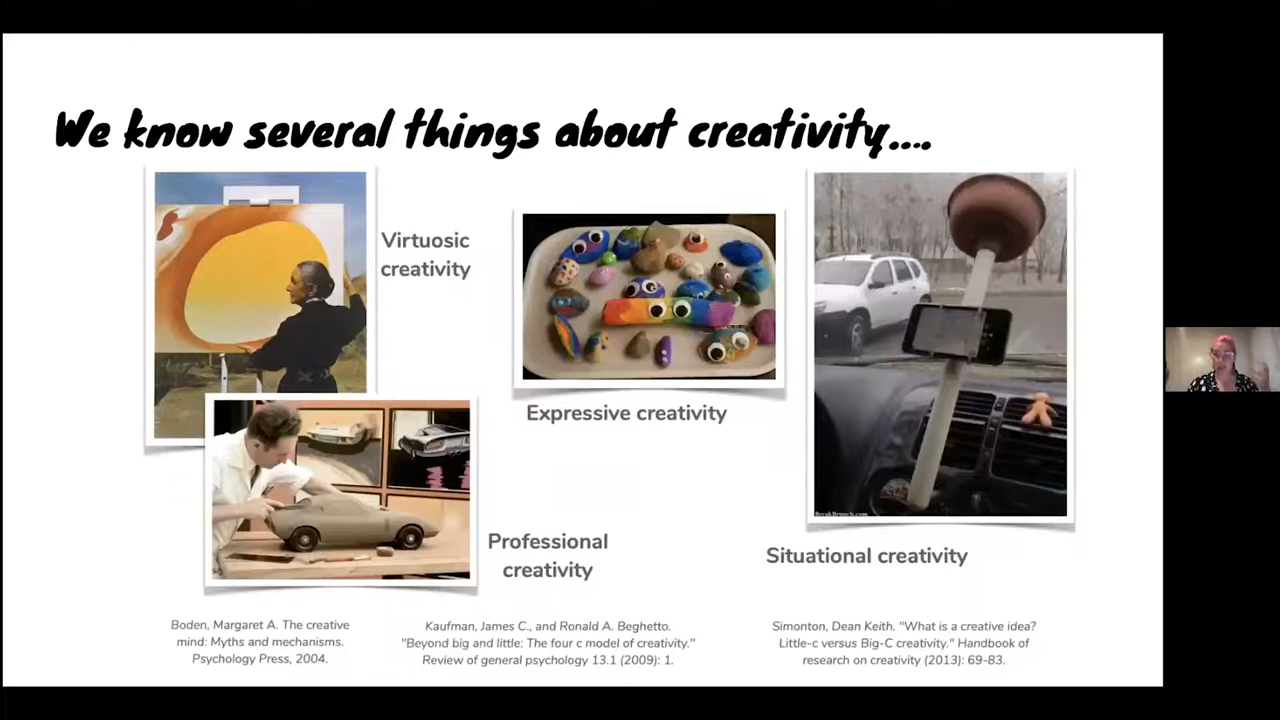 We know several things about creativity....
Virtuosic
creativity
Expressive creativity
Professional
creativity
Situational creativity
BreakBrunch.com
Boden, Margaret A. The creative
mind: Myths and mechanisms.
Psychology Press, 2004.
Kaufman, James C., and Ronald A. Beghetto.
"Beyond big and little: The four c model of creativity."
Review of general psychology 13.1 (2009): 1.
Simonton, Dean Keith. "What is a creative idea?
Little-c versus Big-C creativity." Handbook of
research on creativity (2013): 69-83.